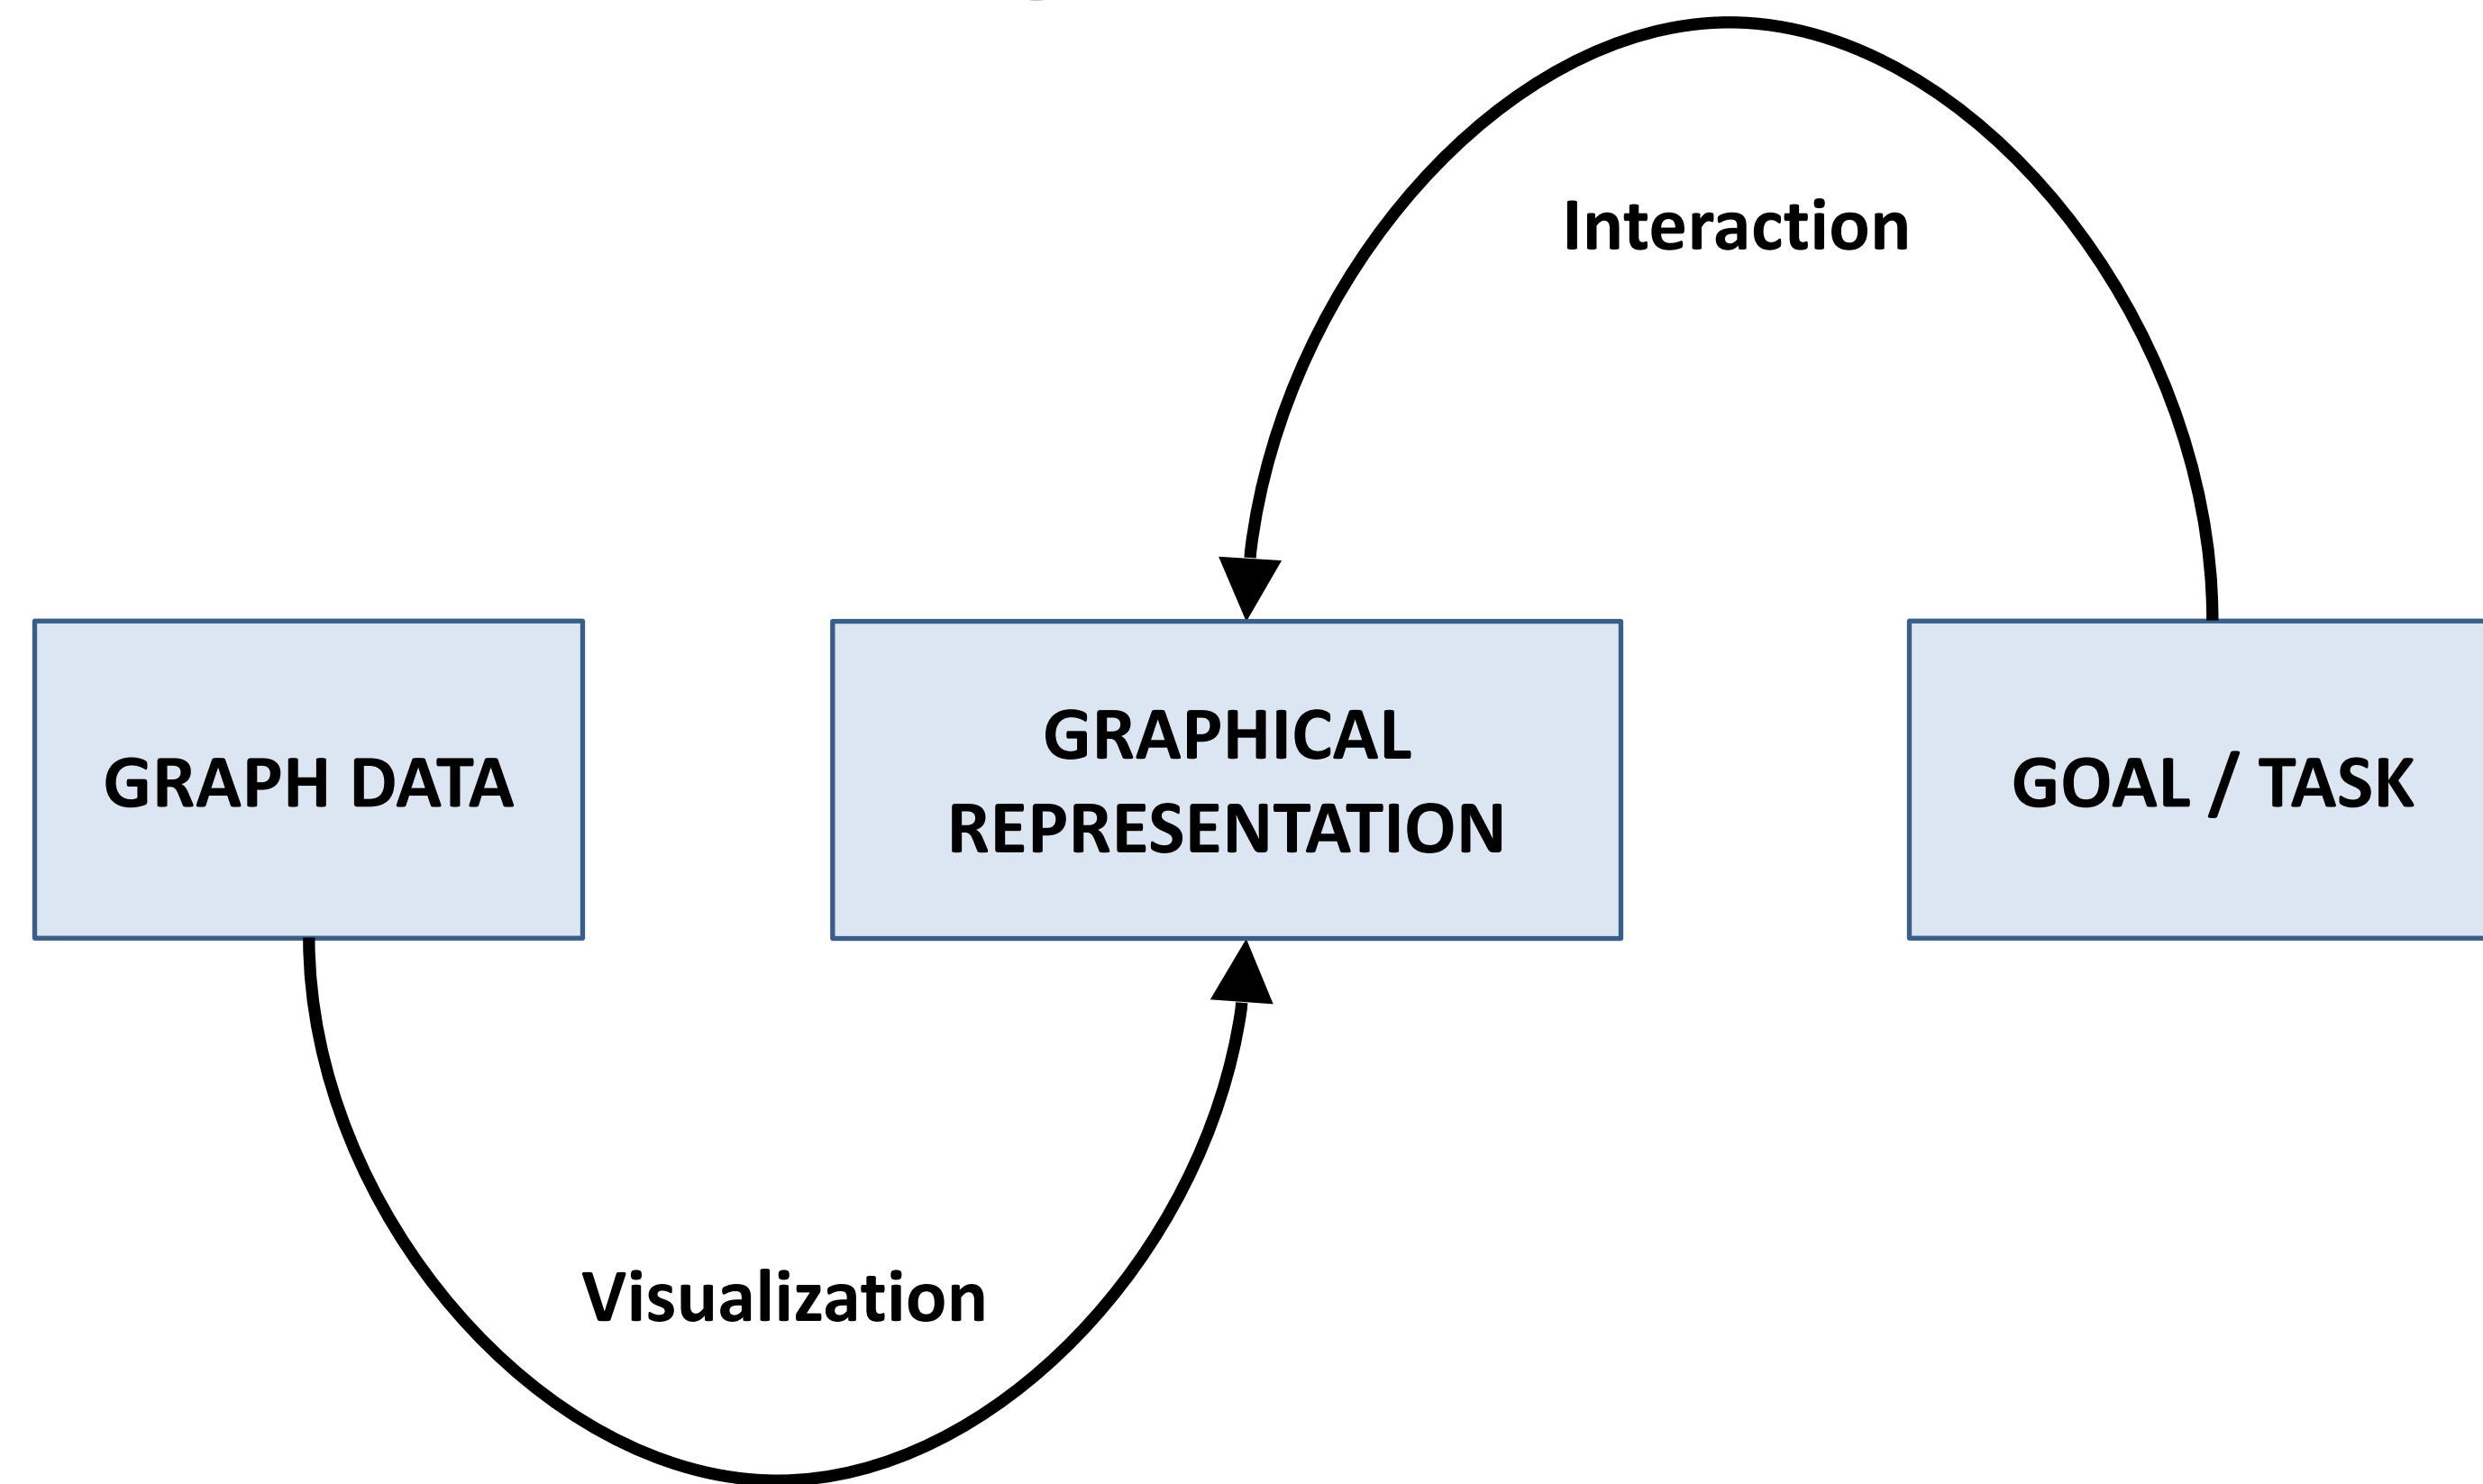 Interaction
GRAPH DATA
GRAPHICAL
REPRESENTATION
GOAL / TASK
Visualization